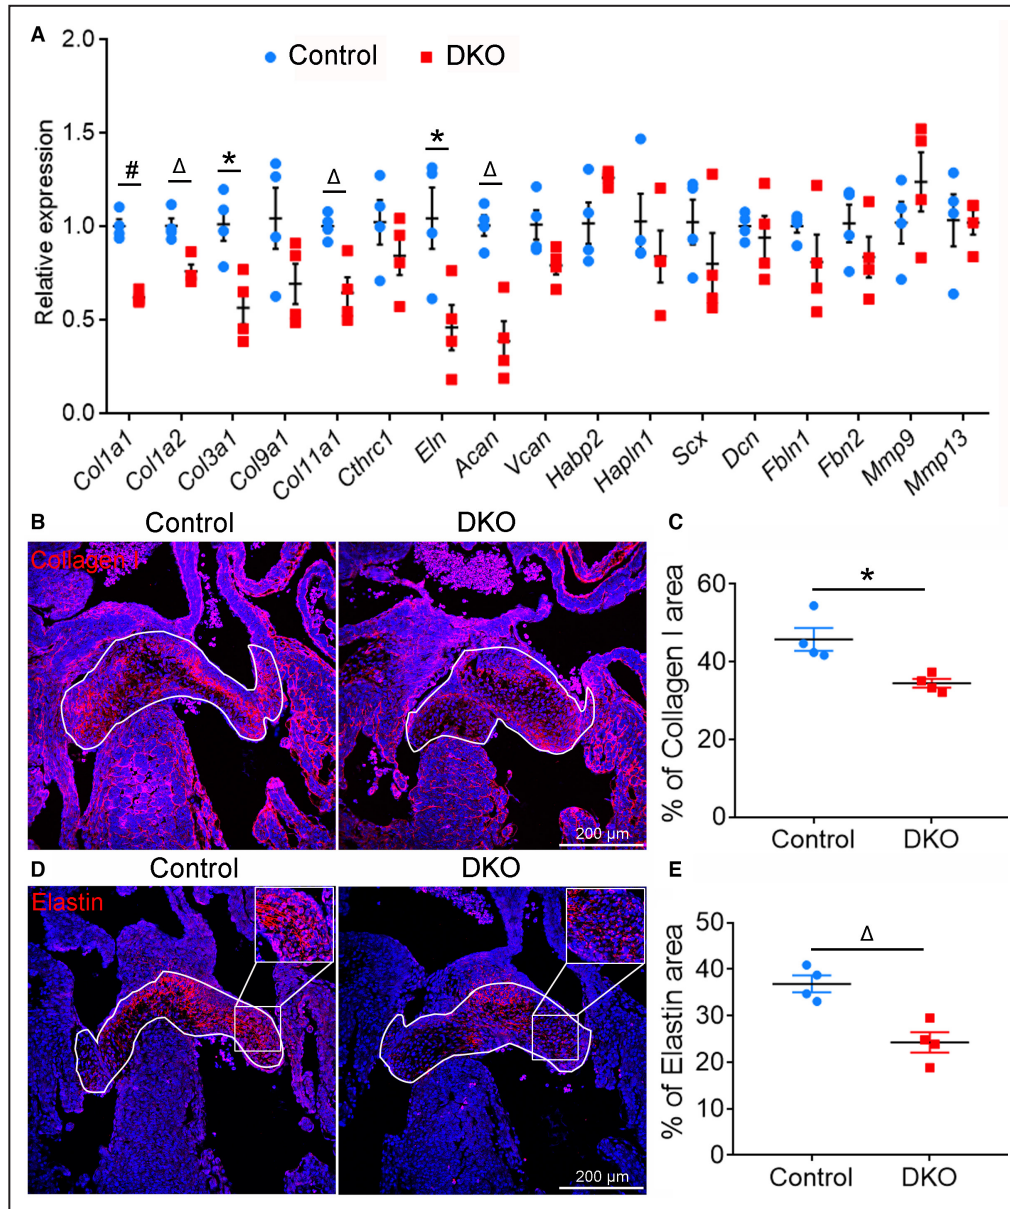 A
2.0
Control DKO
1.5
1.0
0.5
0.0
Relative expression
# Δ * Δ * Δ
Col1a1 Col1a2 Col3a1 Col9a1 Col11a1 Cthrc1 Eln Acan Vcan Habp2 Hapln1 Scx Dcn Fbln1 Fbn2 Mmp9 Mmp13
B Control DKO
Collagen I
200 µm
C
% of Collagen I area
60
40
20
0
*
Control DKO
D Control DKO
Elastin
200 µm
E
% of Elastin area
50
40
30
20
10
0
Δ
Control DKO